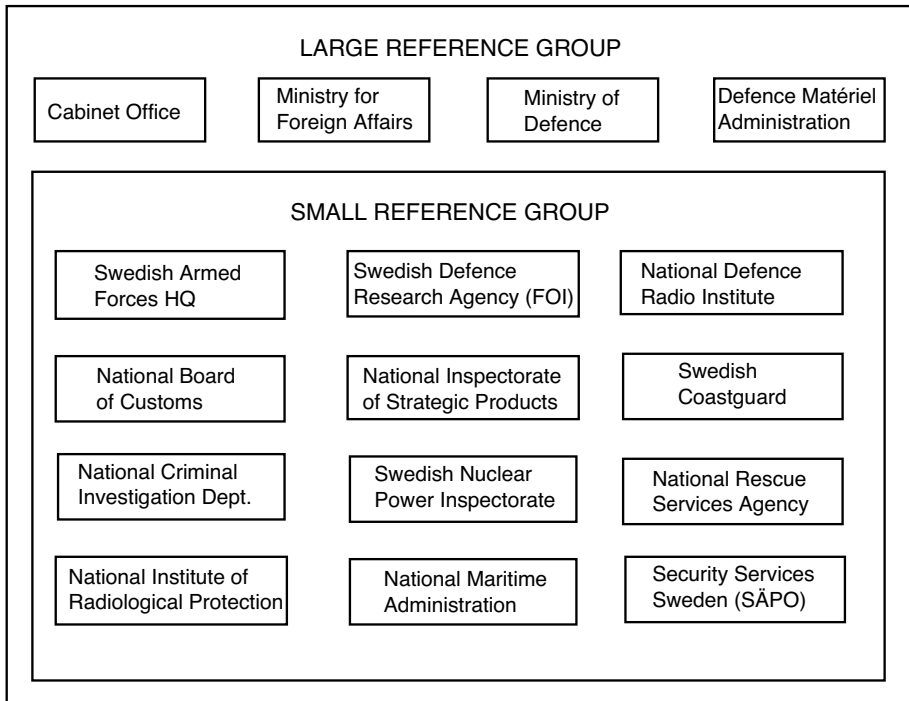 LARGE REFERENCE GROUP
Cabinet Office
Ministry for
Foreign Affairs
Ministry of
Defence
Defence Matériel
Administration
SMALL REFERENCE GROUP
Swedish Armed
Forces HQ
Swedish Defence
Research Agency (FOI)
National Defence
Radio Institute
National Board
of Customs
National Inspectorate
of Strategic Products
Swedish
Coastguard
National Criminal
Investigation Dept.
Swedish Nuclear
Power Inspectorate
National Rescue
Services Agency
National Institute of
Radiological Protection
National Maritime
Administration
Security Services
Sweden (SÄPO)